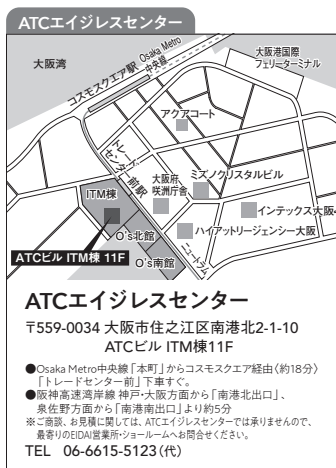 ATCエイジレスセンター
大阪湾
コスモスクエア駅
Osaka Metro
中央線
大阪港国際
フェリーターミナル
アクアコート
トレードセンター前駅
大阪府
咲洲庁舎
ミズノクリスタルビル
ITM棟
インテックス大阪
O's北館
ハイアットリージェンシー大阪
ATCビル ITM棟 11F
O's南館
ニュートラム
ATCエイジレスセンター
〒559-0034 大阪市住之江区南港北2-1-10
ATCビル ITM棟11F
●Osaka Metro中央線「本町」からコスモスクエア経由〈約18分〉
「トレードセンター前」下車すぐ。
●阪神高速湾岸線 神戸・大阪方面から「南港北出口」、
泉佐野方面から「南港南出口」より約5分
※ご商談、お見積に関しては、ATCエイジレスセンターでは承りませんので、
最寄りのEIDAI営業所・ショールームへお問合せください。
TEL 06-6615-5123(代)